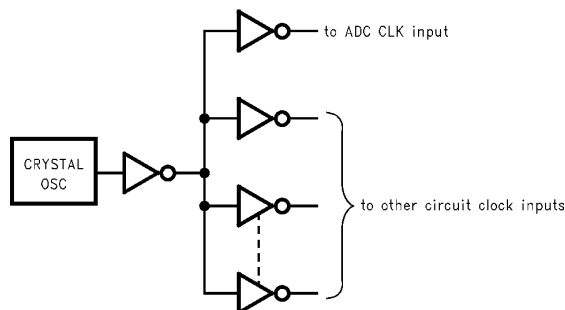 to ADC CLK input
CRYSTAL
OSC
to other circuit clock inputs